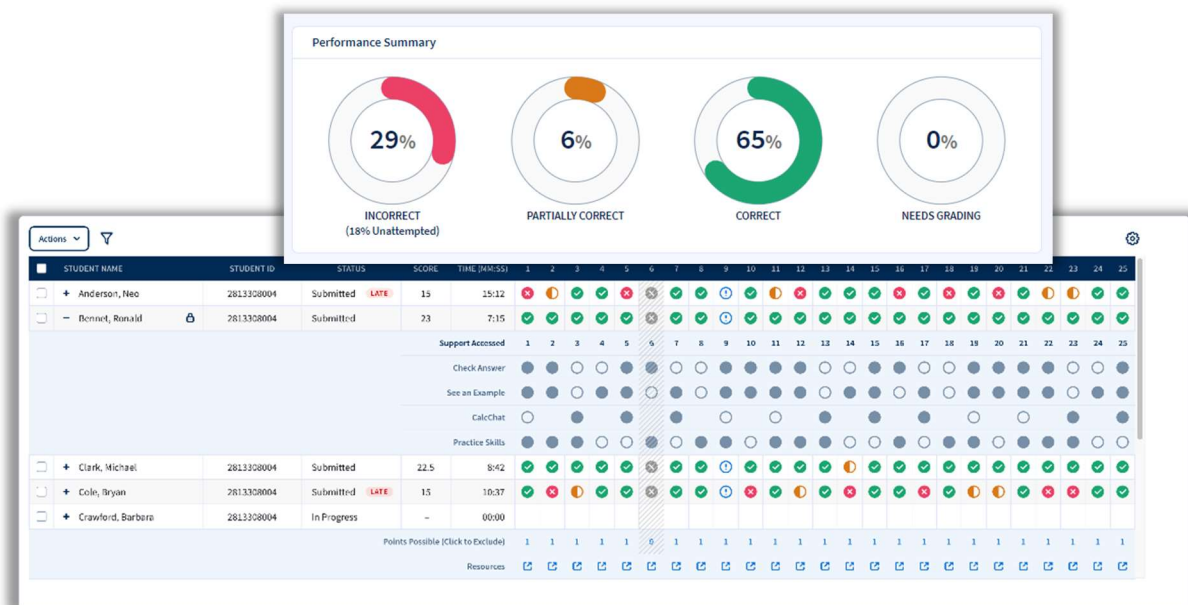 Performance Summary
29%
6%
65%
0%
INCORRECT
(18% Unattempted)
PARTIALLY CORRECT
CORRECT
NEEDS GRADING
Actions
STUDENT NAME STUDENT ID STATUS SCORE TIME (MM:SS) 1 2 3 4 5 6 7 8 9 10 11 12 13 14 15 16 17 18 19 20 21 22 23 24 25
+ Anderson, Neo 2813308004 Submitted LATE 15 15:12
− Bennet, Ronald 2813308004 Submitted 23 7:15
Support Accessed 1 2 3 4 5 6 7 8 9 10 11 12 13 14 15 16 17 18 19 20 21 22 23 24 25
Check Answer
See an Example
CalcChat
Practice Skills
+ Clark, Michael 2813308004 Submitted 22.5 8:42
+ Cole, Bryan 2813308004 Submitted LATE 15 10:37
+ Crawford, Barbara 2813308004 In Progress – 00:00
Points Possible (Click to Exclude) 1 1 1 1 1 0 1 1 1 1 1 1 1 1 1 1 1 1 1 1 1 1 1 1 1
Resources